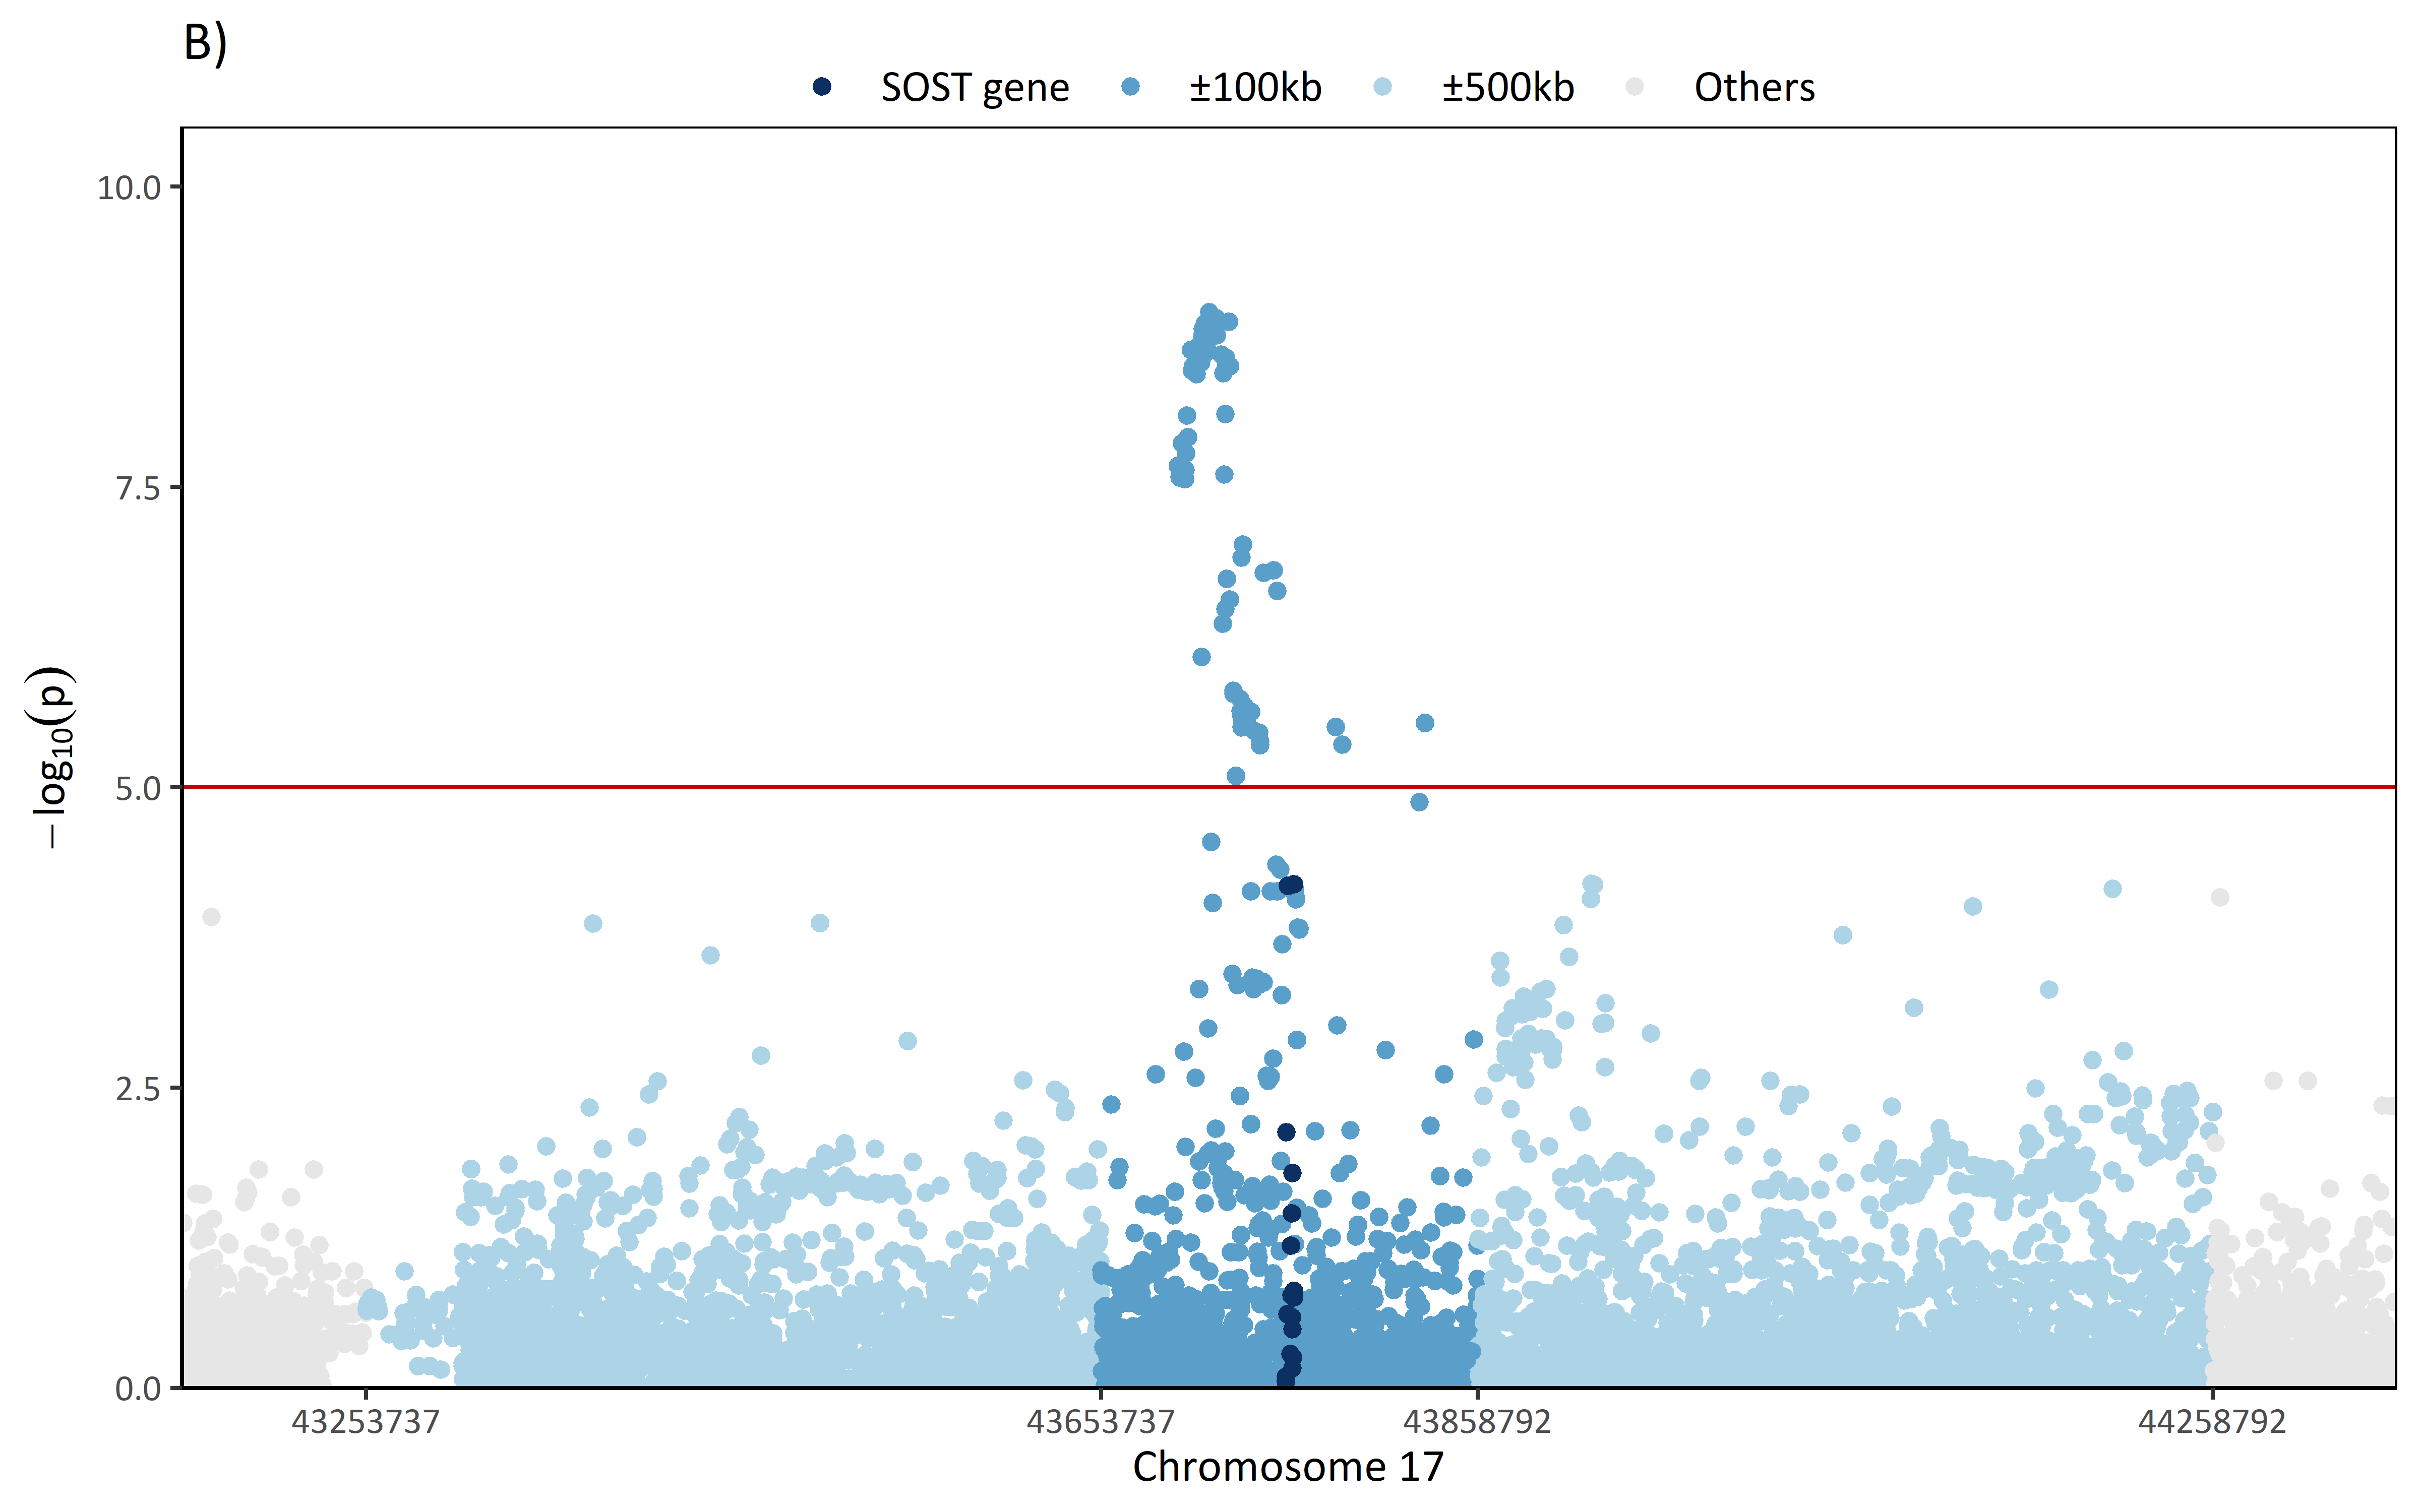 B)
SOST gene ±100kb ±500kb Others
10.0
7.5
5.0
2.5
0.0
−log10(p)
43253737 43653737 43858792 44258792
Chromosome 17